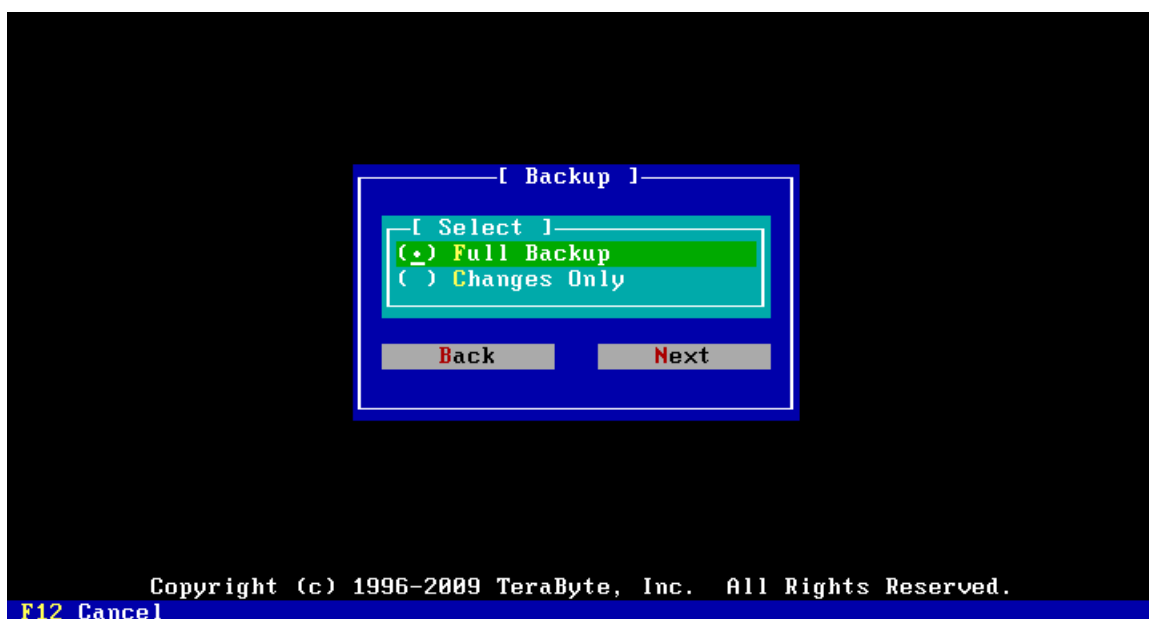 [ Backup ]
[ Select ]
(•) Full Backup
( ) Changes Only
Back Next
Copyright (c) 1996-2009 TeraByte, Inc. All Rights Reserved.
F12 Cancel